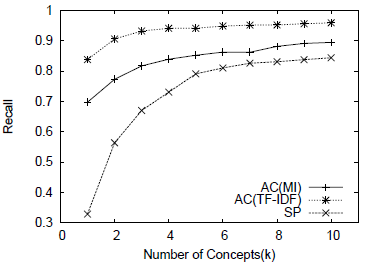 1
0.9
0.8
0.7
0.6
0.5
0.4
0.3
Recall
AC(MI)
AC(TF-IDF)
SP
0 2 4 6 8 10
Number of Concepts(k)